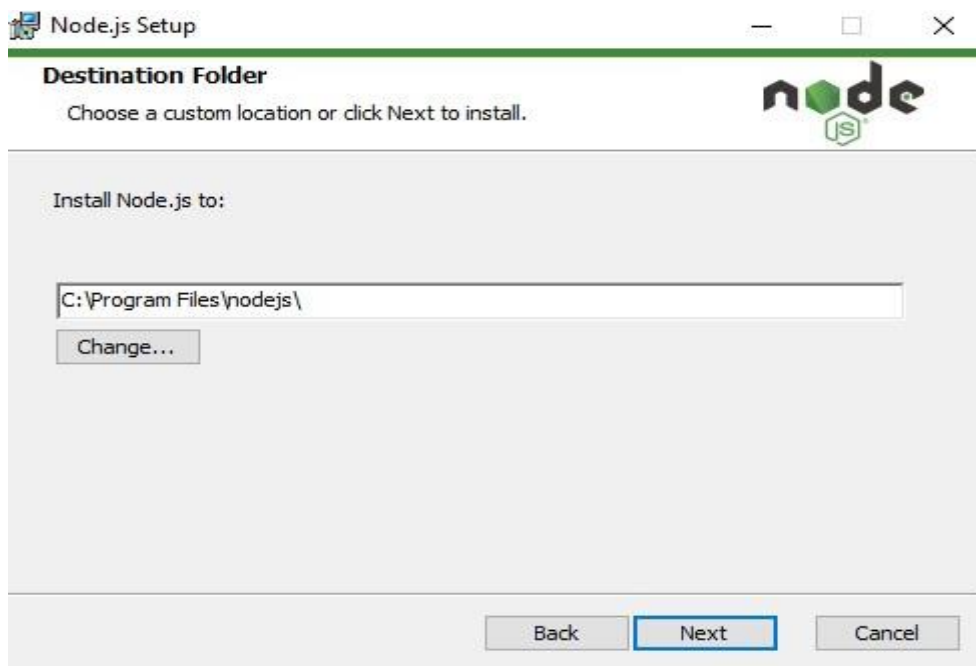 Node.js Setup
Destination Folder
Choose a custom location or click Next to install.
node
JS
Install Node.js to:
C:\Program Files\nodejs\
Change...
Back Next Cancel